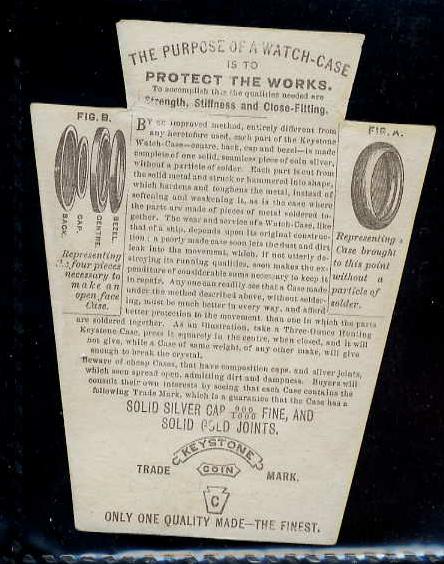 THE PURPOSE OF A WATCH-CASE
IS TO
PROTECT THE WORKS.
To accomplish this the qualities needed are
Strength, Stiffness and Close-Fitting.
FIG. B.
BACK.
CAP.
CENTRE.
BEZEL.
Representing
four pieces
necessary to
make an
open face
Case.
By improved method, entirely different from
any heretofore used, each part of the Keystone
Watch-Case—centre, back, cap and bezel—is made
complete of one solid, seamless piece of coin silver,
without a particle of solder. Each part is cut from
the solid metal and struck or hammered into shape,
which hardens and toughens the metal, instead of
softening and weakening it, as is the case where
the parts are made of pieces of metal soldered to-
gether. The wear and service of a Watch-Case, like
that of a ship, depends upon its original construc-
tion: a poorly made case soon lets the dust and dirt
leak into the movement, which, if not utterly de-
stroying its running qualities, soon makes the ex-
penditure of considerable sums necessary to keep it
in repair. Any one can readily see that a Case made
under the method described above, without solder-
ing, must be much better in every way, and afford
better protection to the movement, than one in which the parts
are soldered together. As an illustration, take a Three-Ounce Hunting
Keystone Case, press it squarely in the centre, when closed, and it will
not give, while a Case of same weight, of any other make, will give
enough to break the crystal.
Beware of cheap Cases, that have composition caps, and silver joints,
which soon spread open, admitting dirt and dampness. Buyers will
consult their own interests by seeing that each Case contains the
following Trade Mark, which is a guarantee that the Case has a
FIG. A.
Representing a
Case brought
to this point
without a
particle of
solder.
SOLID SILVER CAP 900/1000 FINE, AND
SOLID GOLD JOINTS.
KEYSTONE
TRADE COIN MARK.
C
ONLY ONE QUALITY MADE—THE FINEST.